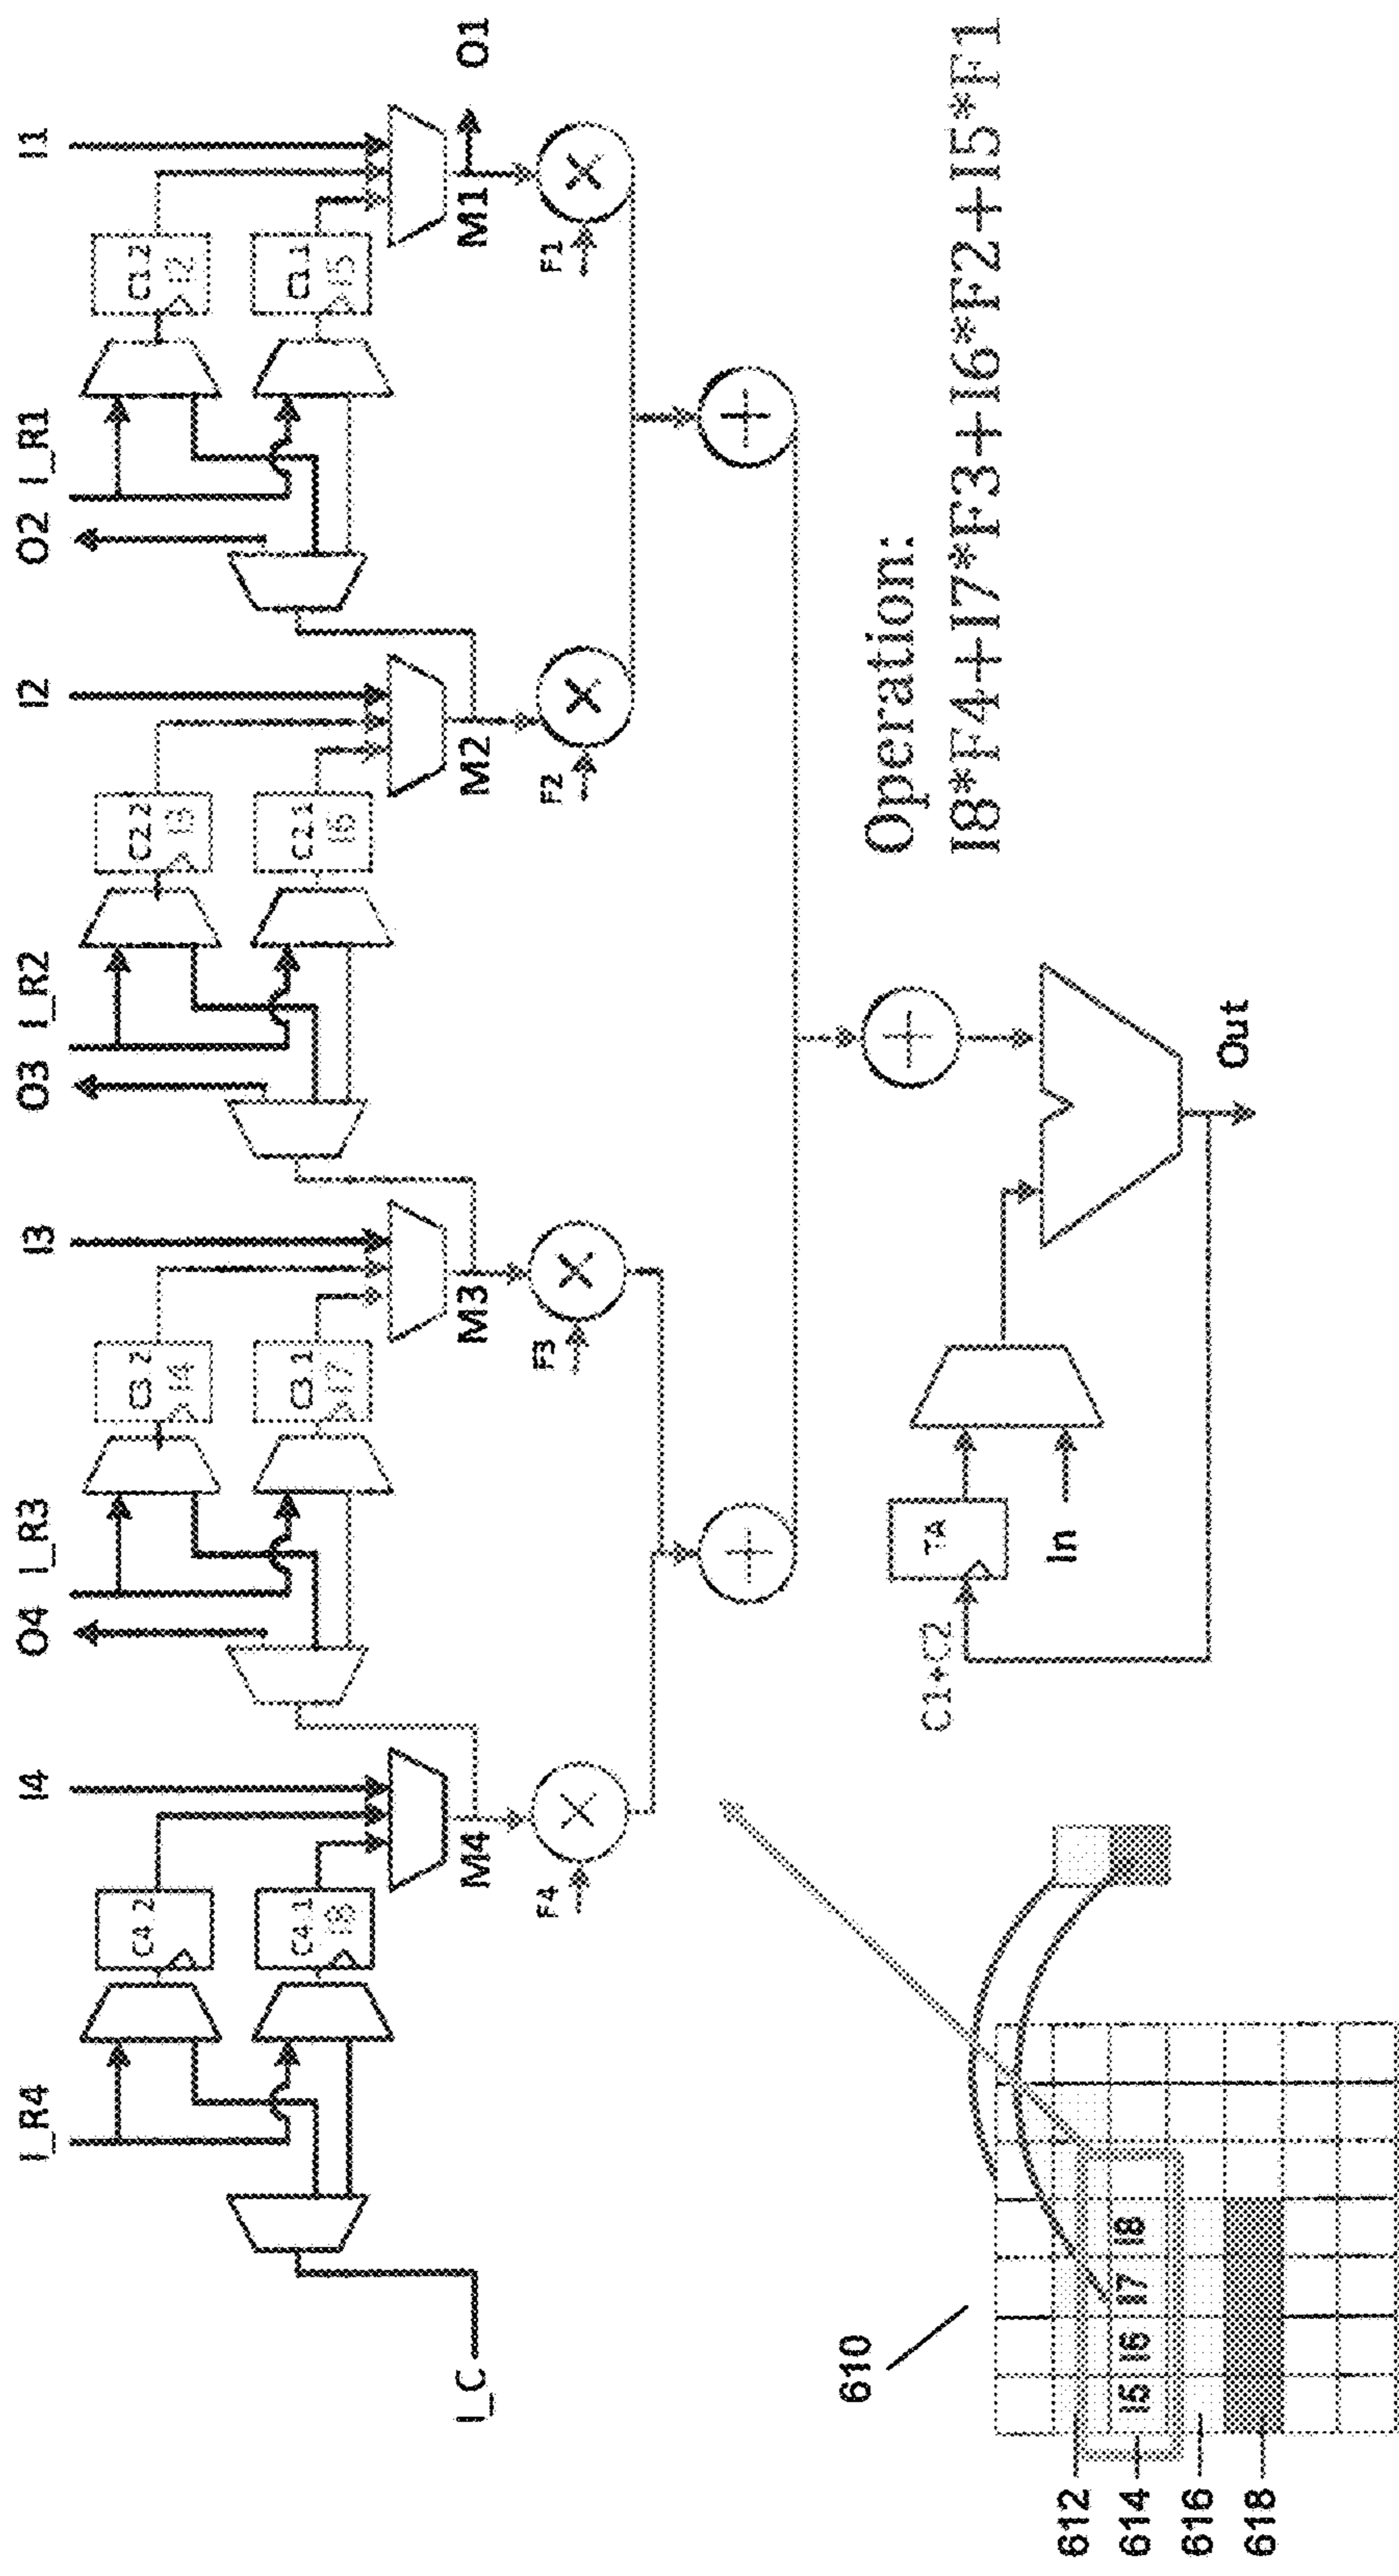 I_R4
I4
O4
I_R3
I3
O3
I_R2
I2
O2
I_R1
I1
C4.2
C3.2
I4
C2.2
I3
C1.2
I2
C4.1
I8
C3.1
I7
C2.1
I6
C1.1
I5
I_C
M4
M3
M2
M1
O1
F4
F3
F2
F1
610
C1+C2
TA
In
Out
Operation:
I8*F4+I7*F3+I6*F2+I5*F1
612
614
I5 I6 I7 I8
616
618